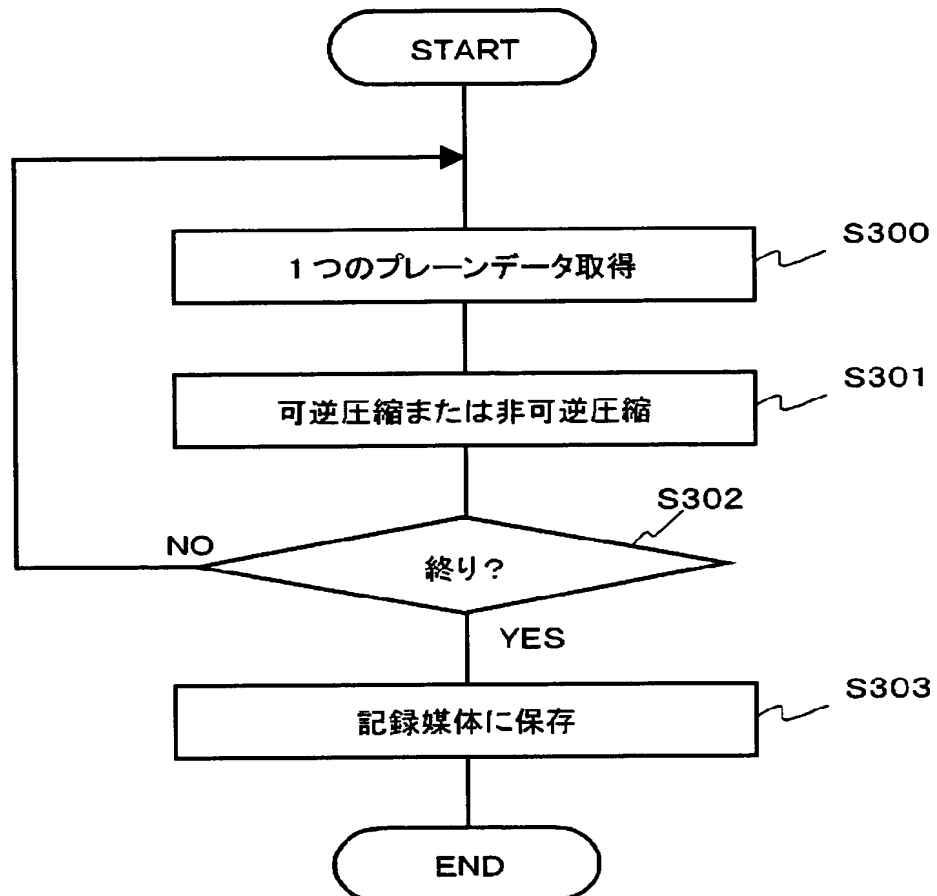 START
1つのプレーンデータ取得
S300
可逆圧縮または非可逆圧縮
S301
S302
NO
終り?
YES
記録媒体に保存
S303
END